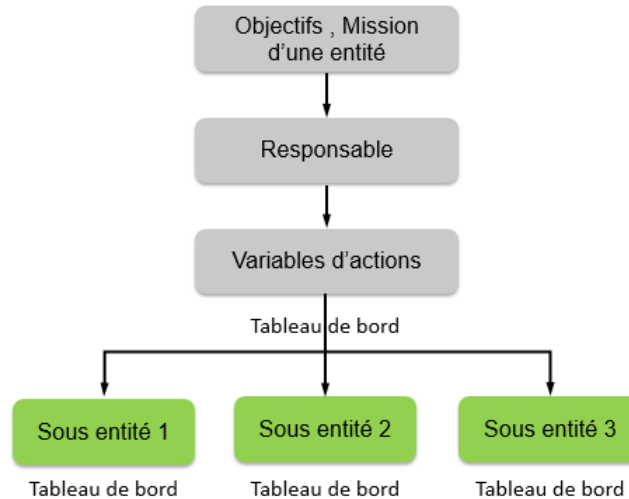 Objectifs , Mission
d’une entité
Responsable
Variables d’actions
Tableau de bord
Sous entité 1
Sous entité 2
Sous entité 3
Tableau de bord
Tableau de bord
Tableau de bord